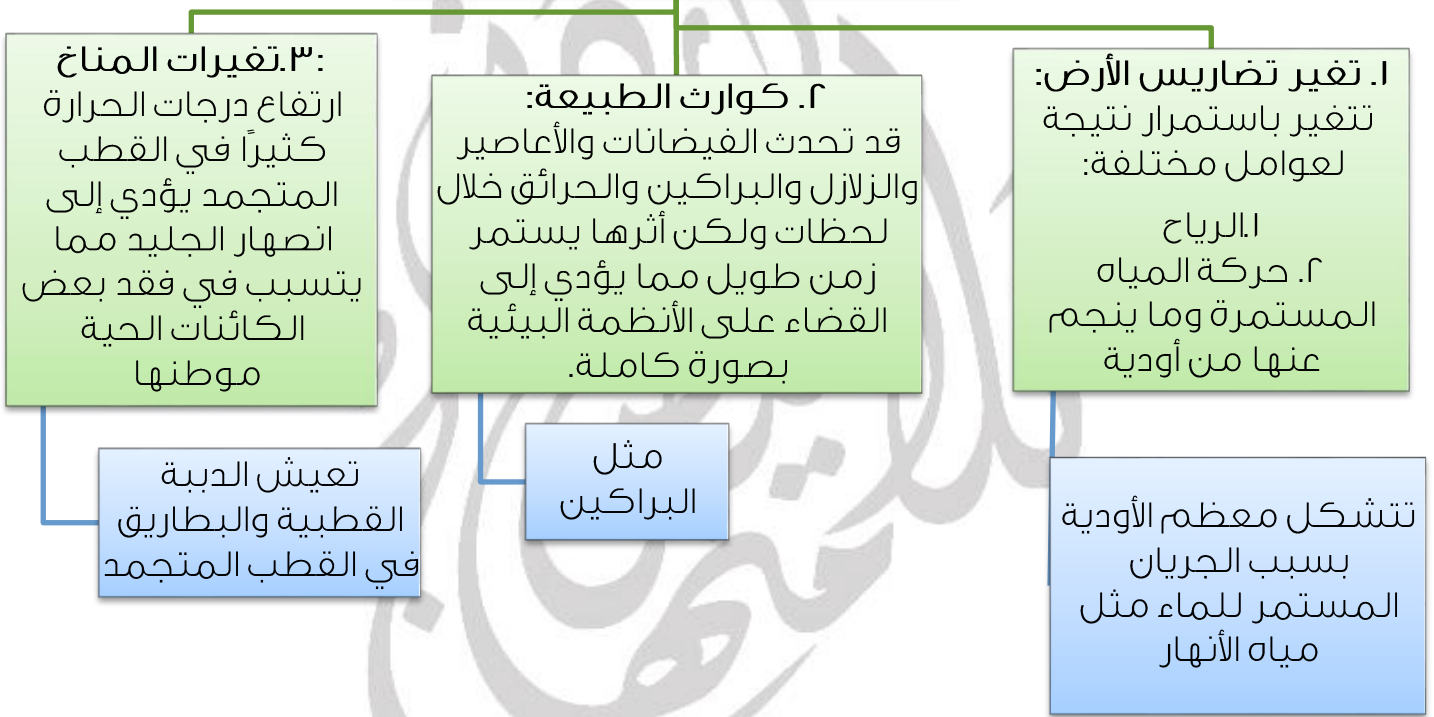 ١. تغير تضاريس الأرض:
تتغير باستمرار نتيجة
لعوامل مختلفة:
١.الرياح
٢. حركة المياه
المستمرة وما ينجم
عنها من أودية
تتشكل معظم الأودية
بسبب الجريان
المستمر للماء مثل
مياه الأنهار
٢. كوارث الطبيعة:
قد تحدث الفيضانات والأعاصير
والزلازل والبراكين والحرائق خلال
لحظات ولكن أثرها يستمر
زمن طويل مما يؤدي إلى
القضاء على الأنظمة البيئية
بصورة كاملة.
مثل
البراكين
٣.تغيرات المناخ:
ارتفاع درجات الحرارة
كثيرًا في القطب
المتجمد يؤدي إلى
انصهار الجليد مما
يتسبب في فقد بعض
الكائنات الحية
موطنها
تعيش الدببة
القطبية والبطاريق
في القطب المتجمد